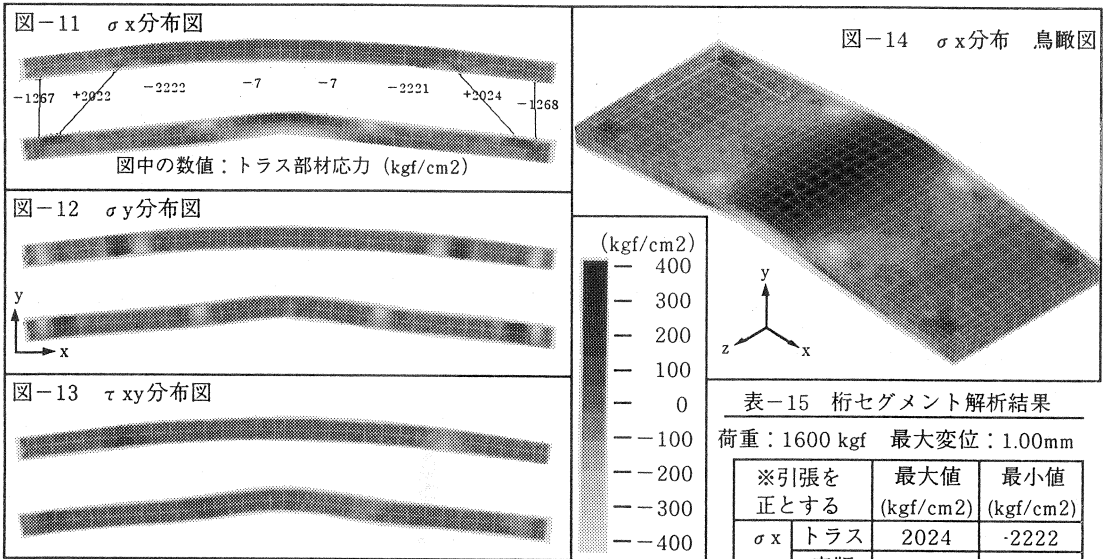 図－11　σx分布図
-1267 +2022 -2222 -7 -7 -2221 +2024 -1268
図中の数値：トラス部材応力 (kgf/cm2)
図－12　σy分布図
y
x
図－13　τxy分布図
(kgf/cm2)
400
300
200
100
0
-100
-200
-300
-400
図－14　σx分布　鳥瞰図
y
z
x
表－15　桁セグメント解析結果
荷重：1600 kgf　最大変位：1.00mm
※引張を 最大値 最小値
正とする (kgf/cm2) (kgf/cm2)
σx トラス 2024 -2222